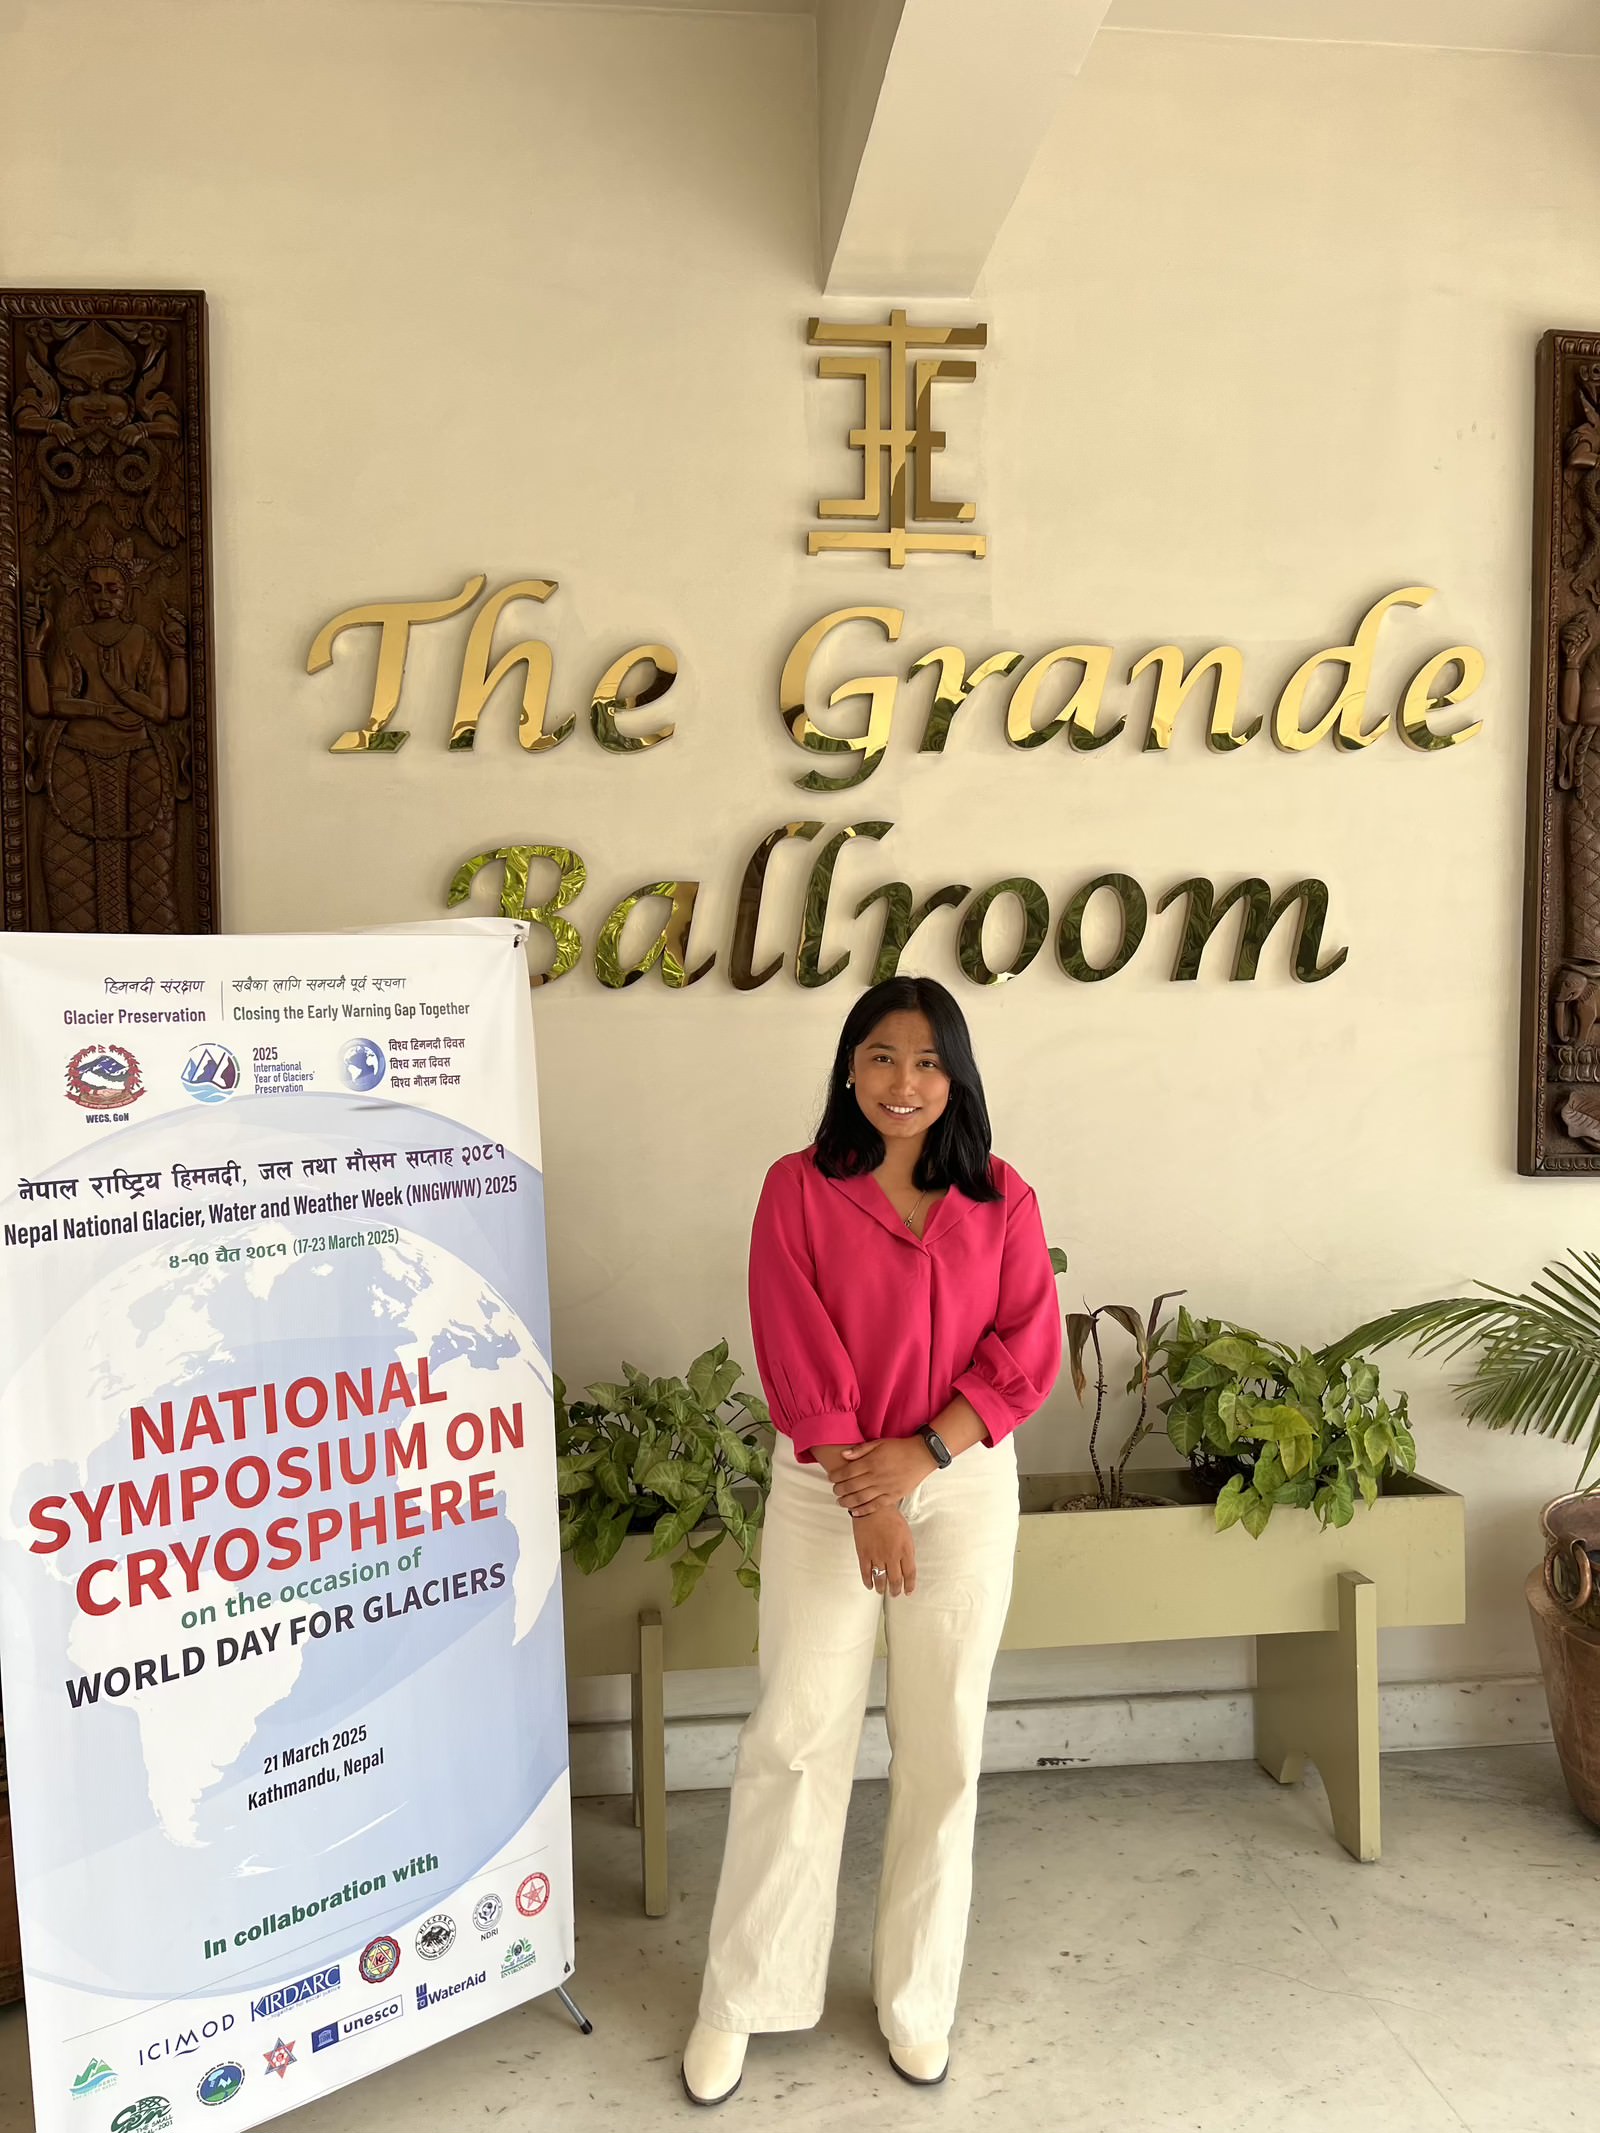 The Grande
Ballroom
हिमनदी संरक्षण
Glacier Preservation
सबैका लागि समयमै पूर्व सूचना
Closing the Early Warning Gap Together
WECS, GoN
2025
International
Year of Glaciers'
Preservation
विश्व हिमनदी दिवस
विश्व जल दिवस
विश्व मौसम दिवस
नेपाल राष्ट्रिय हिमनदी, जल तथा मौसम सप्ताह २०८१
Nepal National Glacier, Water and Weather Week (NNGWWW) 2025
४-१० चैत २०८१ (17-23 March 2025)
NATIONAL
SYMPOSIUM ON
CRYOSPHERE
on the occasion of
WORLD DAY FOR GLACIERS
21 March 2025
Kathmandu, Nepal
In collaboration with
NDRI
ICIMOD
KIRDARC
unesco
WaterAid
ENVIRONMENT